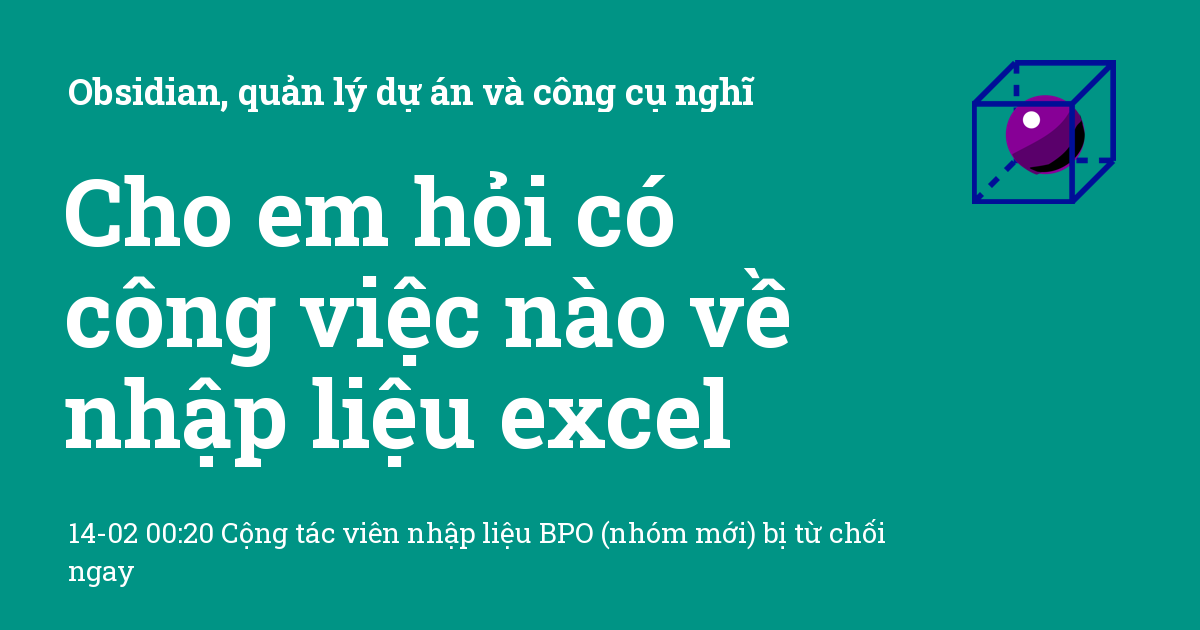 Obsidian, quản lý dự án và công cụ nghĩ
Cho em hỏi có
công việc nào về
nhập liệu excel
14-02 00:20 Cộng tác viên nhập liệu BPO (nhóm mới) bị từ chối
ngay